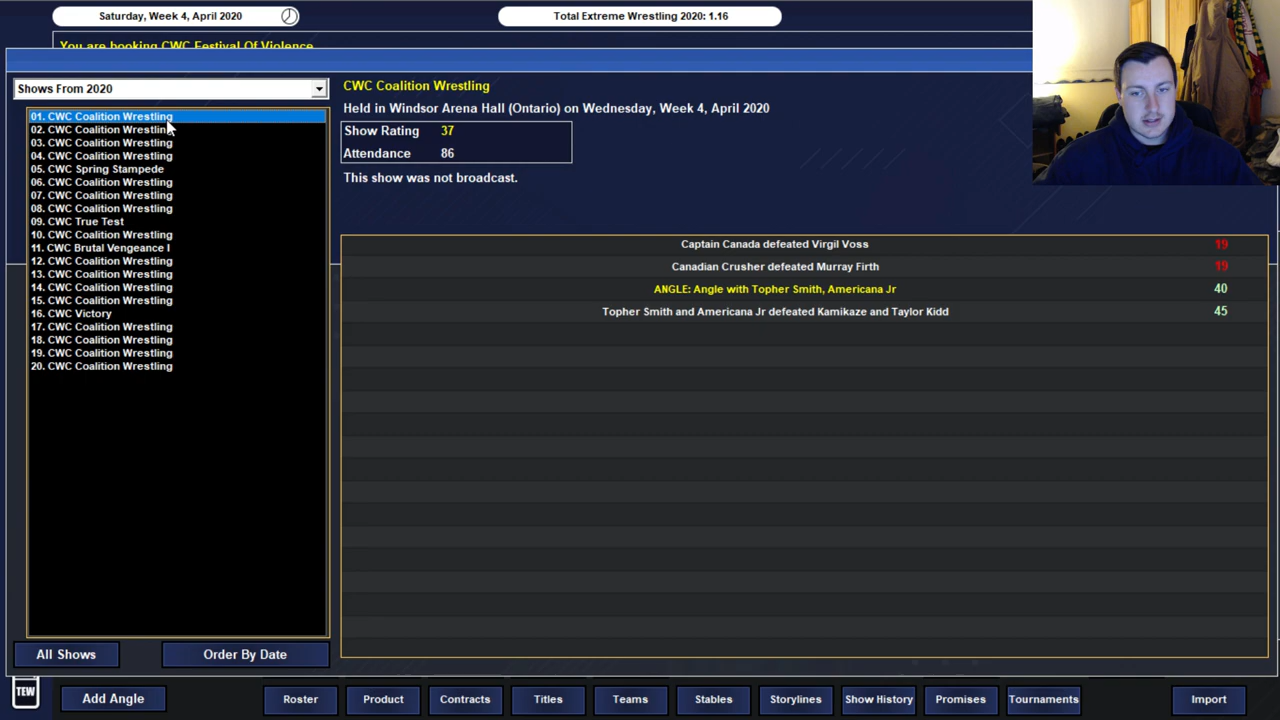 Saturday, Week 4, April 2020
Total Extreme Wrestling 2020: 1.16
You are booking CWC Festival Of Violence
Shows From 2020
01. CWC Coalition Wrestling
02. CWC Coalition Wrestling
03. CWC Coalition Wrestling
04. CWC Coalition Wrestling
05. CWC Spring Stampede
06. CWC Coalition Wrestling
07. CWC Coalition Wrestling
08. CWC Coalition Wrestling
09. CWC True Test
10. CWC Coalition Wrestling
11. CWC Brutal Vengeance I
12. CWC Coalition Wrestling
13. CWC Coalition Wrestling
14. CWC Coalition Wrestling
15. CWC Coalition Wrestling
16. CWC Victory
17. CWC Coalition Wrestling
18. CWC Coalition Wrestling
19. CWC Coalition Wrestling
20. CWC Coalition Wrestling
All Shows
Order By Date
CWC Coalition Wrestling
Held in Windsor Arena Hall (Ontario) on Wednesday, Week 4, April 2020
Show Rating 37
Attendance 86
This show was not broadcast.
Captain Canada defeated Virgil Voss 19
Canadian Crusher defeated Murray Firth 19
ANGLE: Angle with Topher Smith, Americana Jr 40
Topher Smith and Americana Jr defeated Kamikaze and Taylor Kidd 45
TEW
Add Angle
Roster
Product
Contracts
Titles
Teams
Stables
Storylines
Show History
Promises
Tournaments
Import